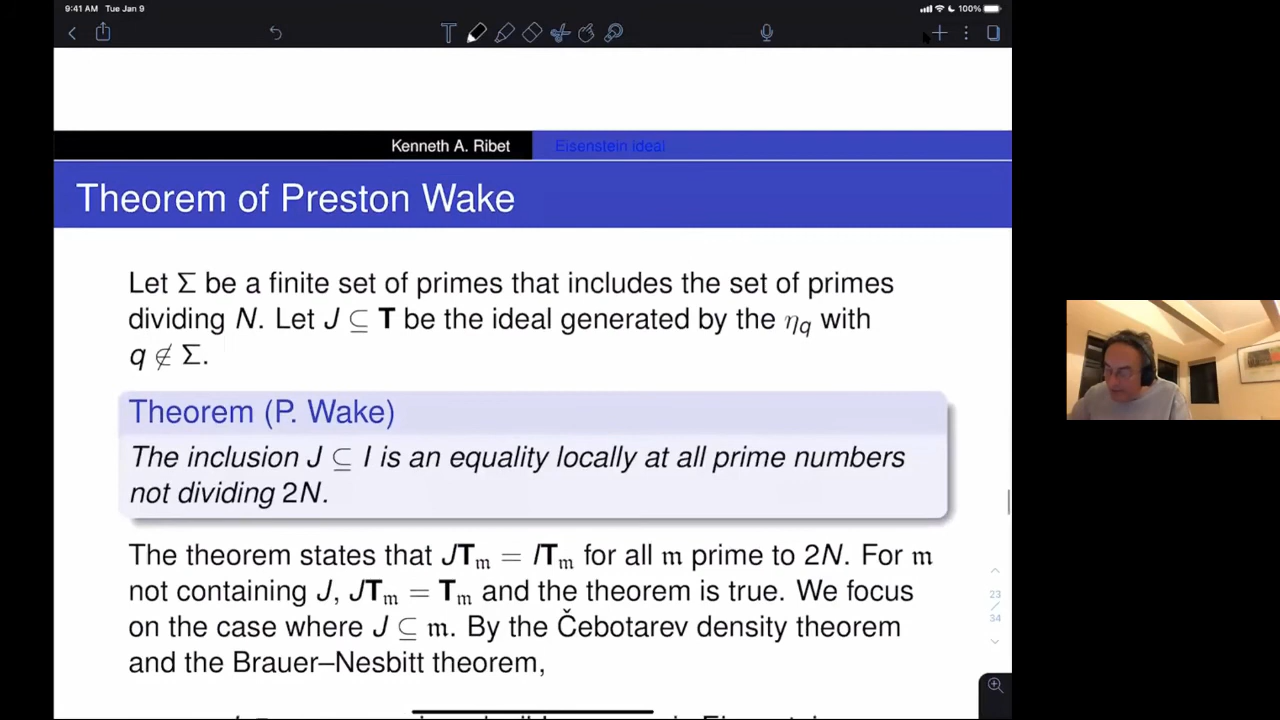 9:41 AM Tue Jan 9
100%
Kenneth A. Ribet
Eisenstein ideal
Theorem of Preston Wake
Let Σ be a finite set of primes that includes the set of primes
dividing N. Let J ⊆ T be the ideal generated by the η_q with
q ∉ Σ.
Theorem (P. Wake)
The inclusion J ⊆ I is an equality locally at all prime numbers
not dividing 2N.
The theorem states that JT_𝔪 = IT_𝔪 for all 𝔪 prime to 2N. For 𝔪
not containing J, JT_𝔪 = T_𝔪 and the theorem is true. We focus
on the case where J ⊆ 𝔪. By the Čebotarev density theorem
and the Brauer–Nesbitt theorem,
23
/
34